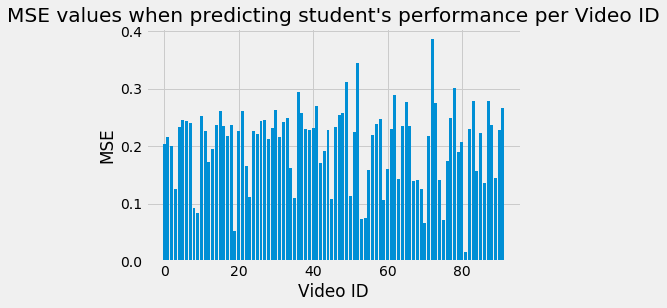 MSE values when predicting student's performance per Video ID
0.4
0.3
0.2
0.1
0.0
MSE
0 20 40 60 80
Video ID